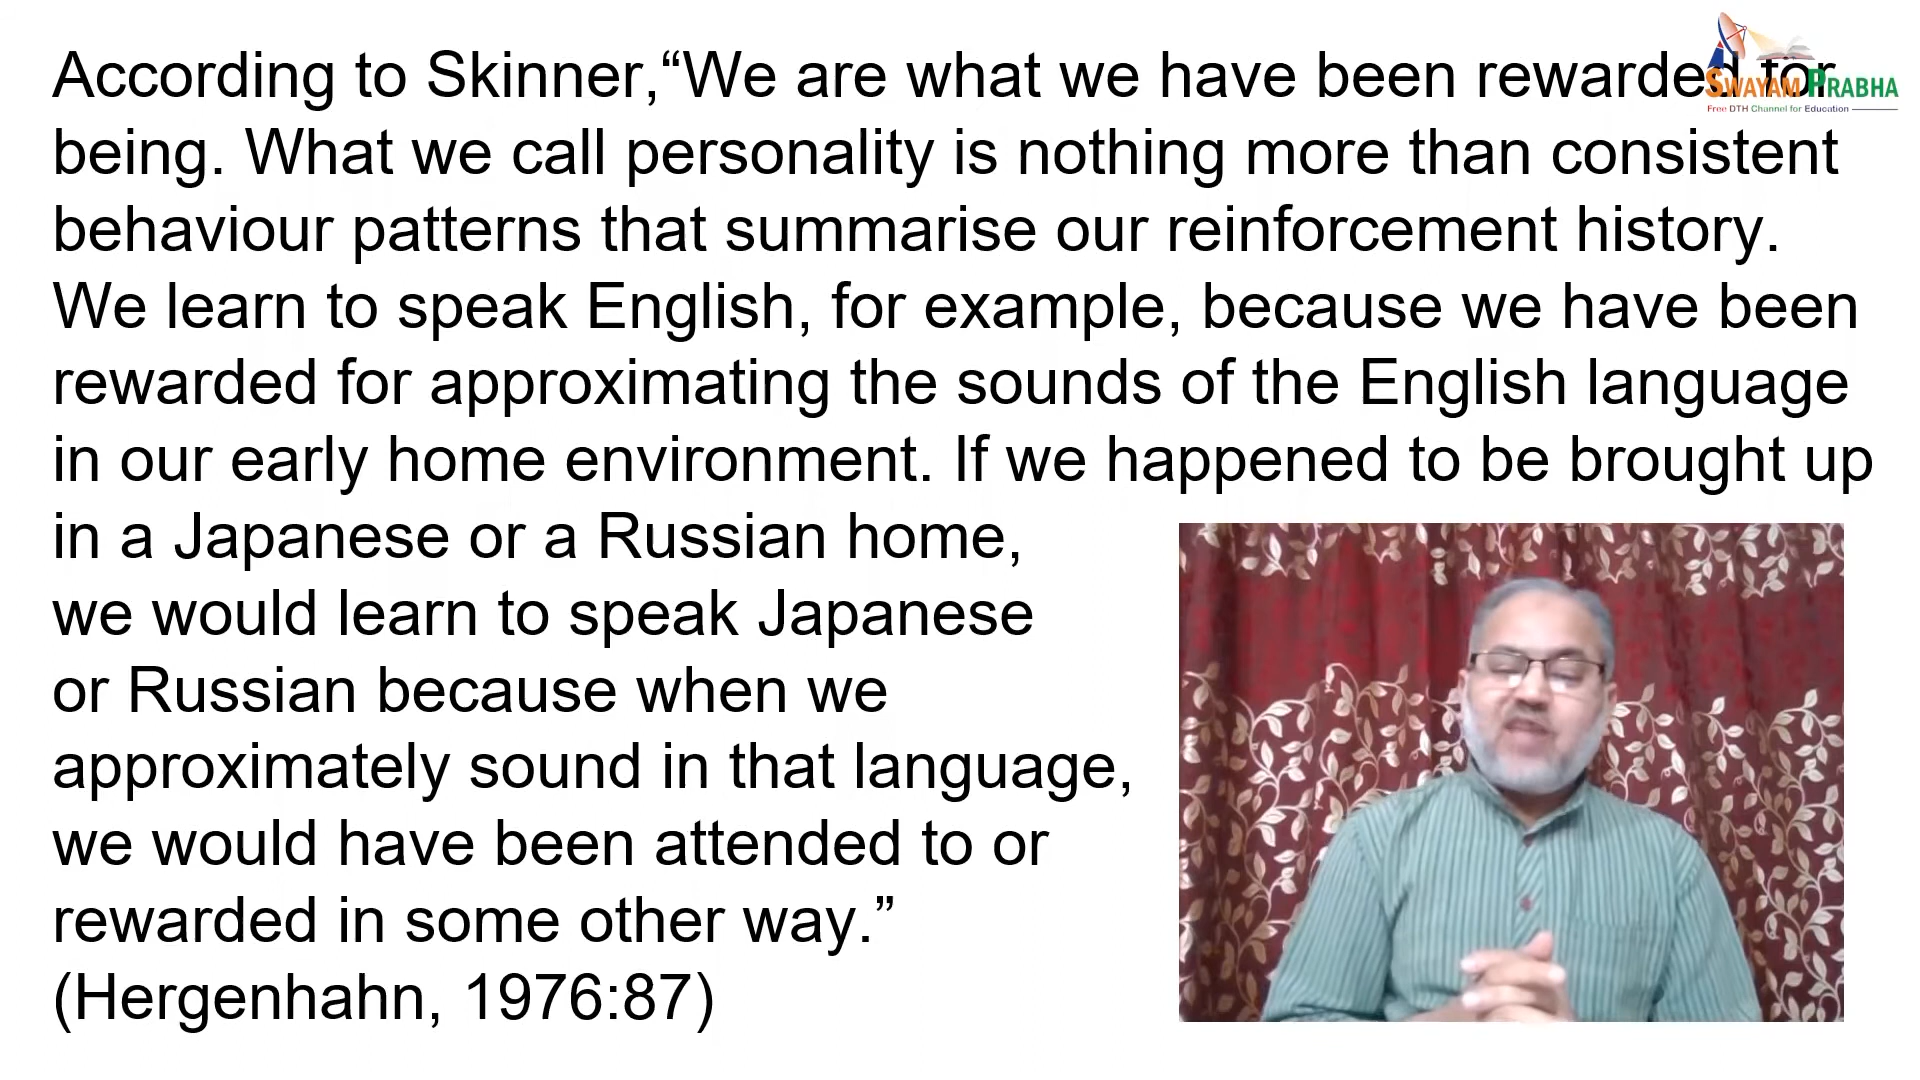 According to Skinner,“We are what we have been rewarded for
being. What we call personality is nothing more than consistent
behaviour patterns that summarise our reinforcement history.
We learn to speak English, for example, because we have been
rewarded for approximating the sounds of the English language
in our early home environment. If we happened to be brought up
in a Japanese or a Russian home,
we would learn to speak Japanese
or Russian because when we
approximately sound in that language,
we would have been attended to or
rewarded in some other way.”
(Hergenhahn, 1976:87)
SWAYAM PRABHA
Free DTH Channel for Education